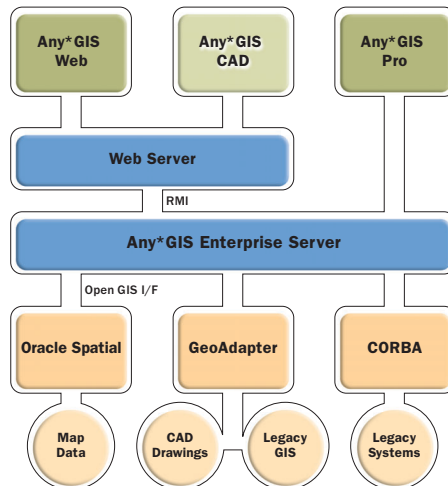 Any*GIS
Web
Any*GIS
CAD
Any*GIS
Pro
Web Server
RMI
Any*GIS Enterprise Server
Open GIS I/F
Oracle Spatial
GeoAdapter
CORBA
Map
Data
CAD
Drawings
Legacy
GIS
Legacy
Systems